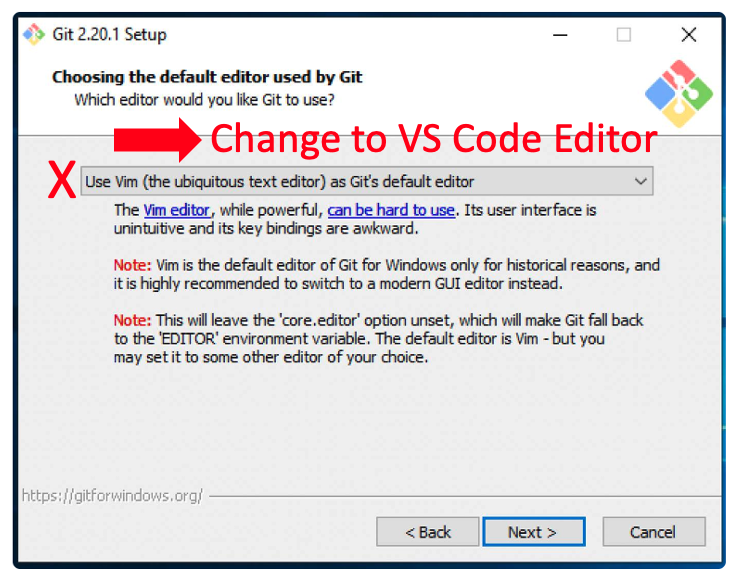 Git 2.20.1 Setup
Choosing the default editor used by Git
Which editor would you like Git to use?
Change to VS Code Editor
X
Use Vim (the ubiquitous text editor) as Git's default editor
The Vim editor, while powerful, can be hard to use. Its user interface is
unintuitive and its key bindings are awkward.
Note: Vim is the default editor of Git for Windows only for historical reasons, and
it is highly recommended to switch to a modern GUI editor instead.
Note: This will leave the 'core.editor' option unset, which will make Git fall back
to the 'EDITOR' environment variable. The default editor is Vim - but you
may set it to some other editor of your choice.
https://gitforwindows.org/
< Back
Next >
Cancel